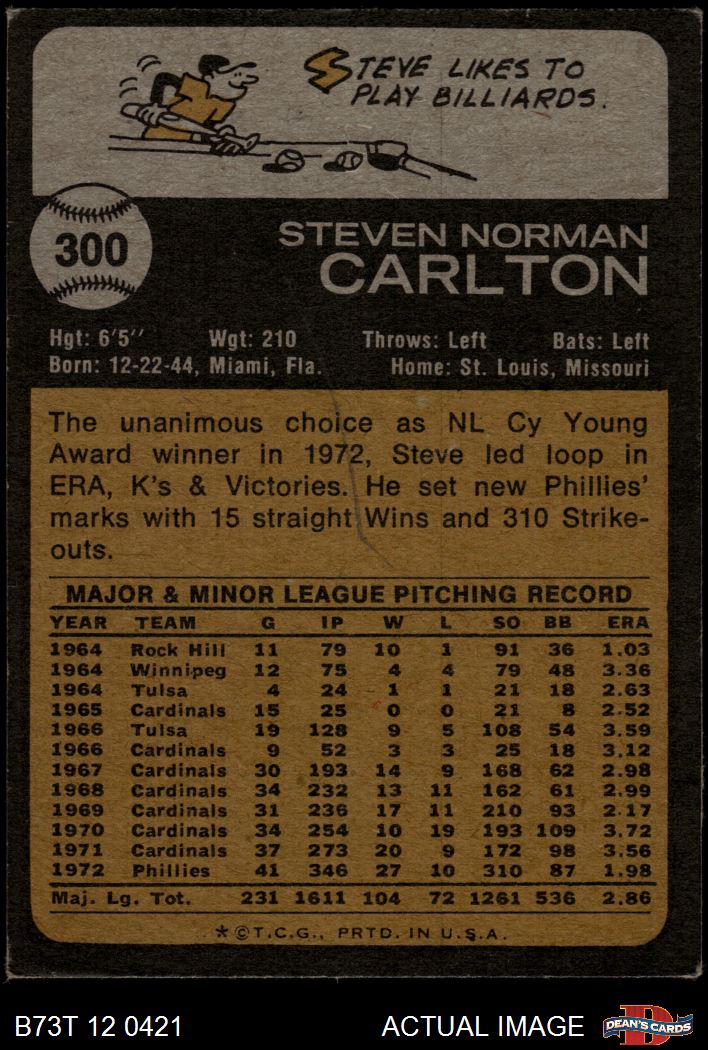 STEVE LIKES TO
PLAY BILLIARDS.
300
STEVEN NORMAN
CARLTON
Hgt: 6'5" Wgt: 210 Throws: Left Bats: Left
Born: 12-22-44, Miami, Fla. Home: St. Louis, Missouri
The unanimous choice as NL Cy Young
Award winner in 1972, Steve led loop in
ERA, K's & Victories. He set new Phillies'
marks with 15 straight Wins and 310 Strike-
outs.
MAJOR & MINOR LEAGUE PITCHING RECORD
YEAR TEAM G IP W L SO BB ERA
1964 Rock Hill 11 79 10 1 91 36 1.03
1964 Winnipeg 12 75 4 4 79 48 3.36
1964 Tulsa 4 24 1 1 21 18 2.63
1965 Cardinals 15 25 0 0 21 8 2.52
1966 Tulsa 19 128 9 5 108 54 3.59
1966 Cardinals 9 52 3 3 25 18 3.12
1967 Cardinals 30 193 14 9 168 62 2.98
1968 Cardinals 34 232 13 11 162 61 2.99
1969 Cardinals 31 236 17 11 210 93 2.17
1970 Cardinals 34 254 10 19 193 109 3.72
1971 Cardinals 37 273 20 9 172 98 3.56
1972 Phillies 41 346 27 10 310 87 1.98
Maj. Lg. Tot. 231 1611 104 72 1261 536 2.86
*©T.C.G., PRTD. IN U.S.A.
B73T 12 0421 ACTUAL IMAGE DEAN'S CARDS